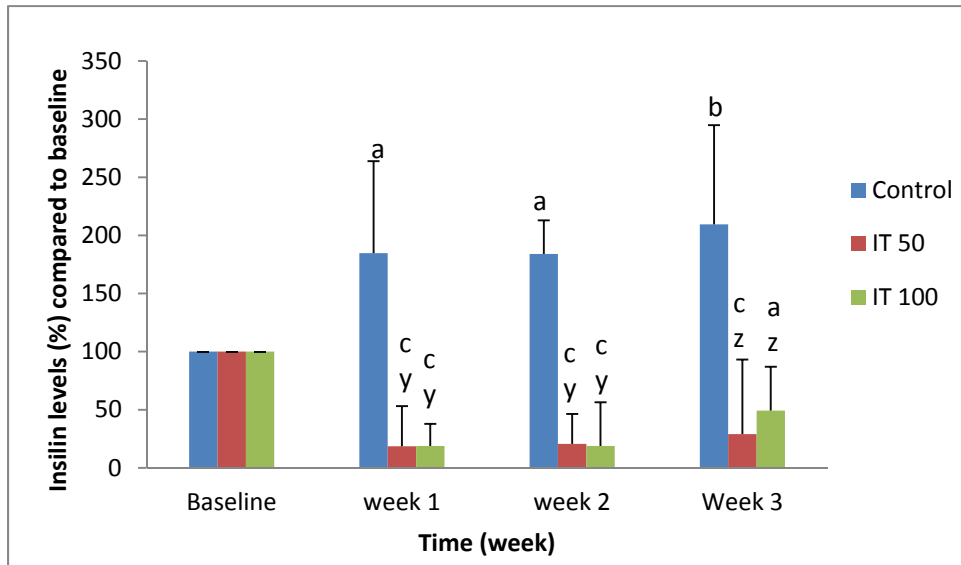 Insilin levels (%) compared to baseline
350
300
250
200
150
100
50
0
a
a
b
c
y
c
y
c
y
c
y
c
z
a
z
Control
IT 50
IT 100
Baseline
week 1
week 2
Week 3
Time (week)